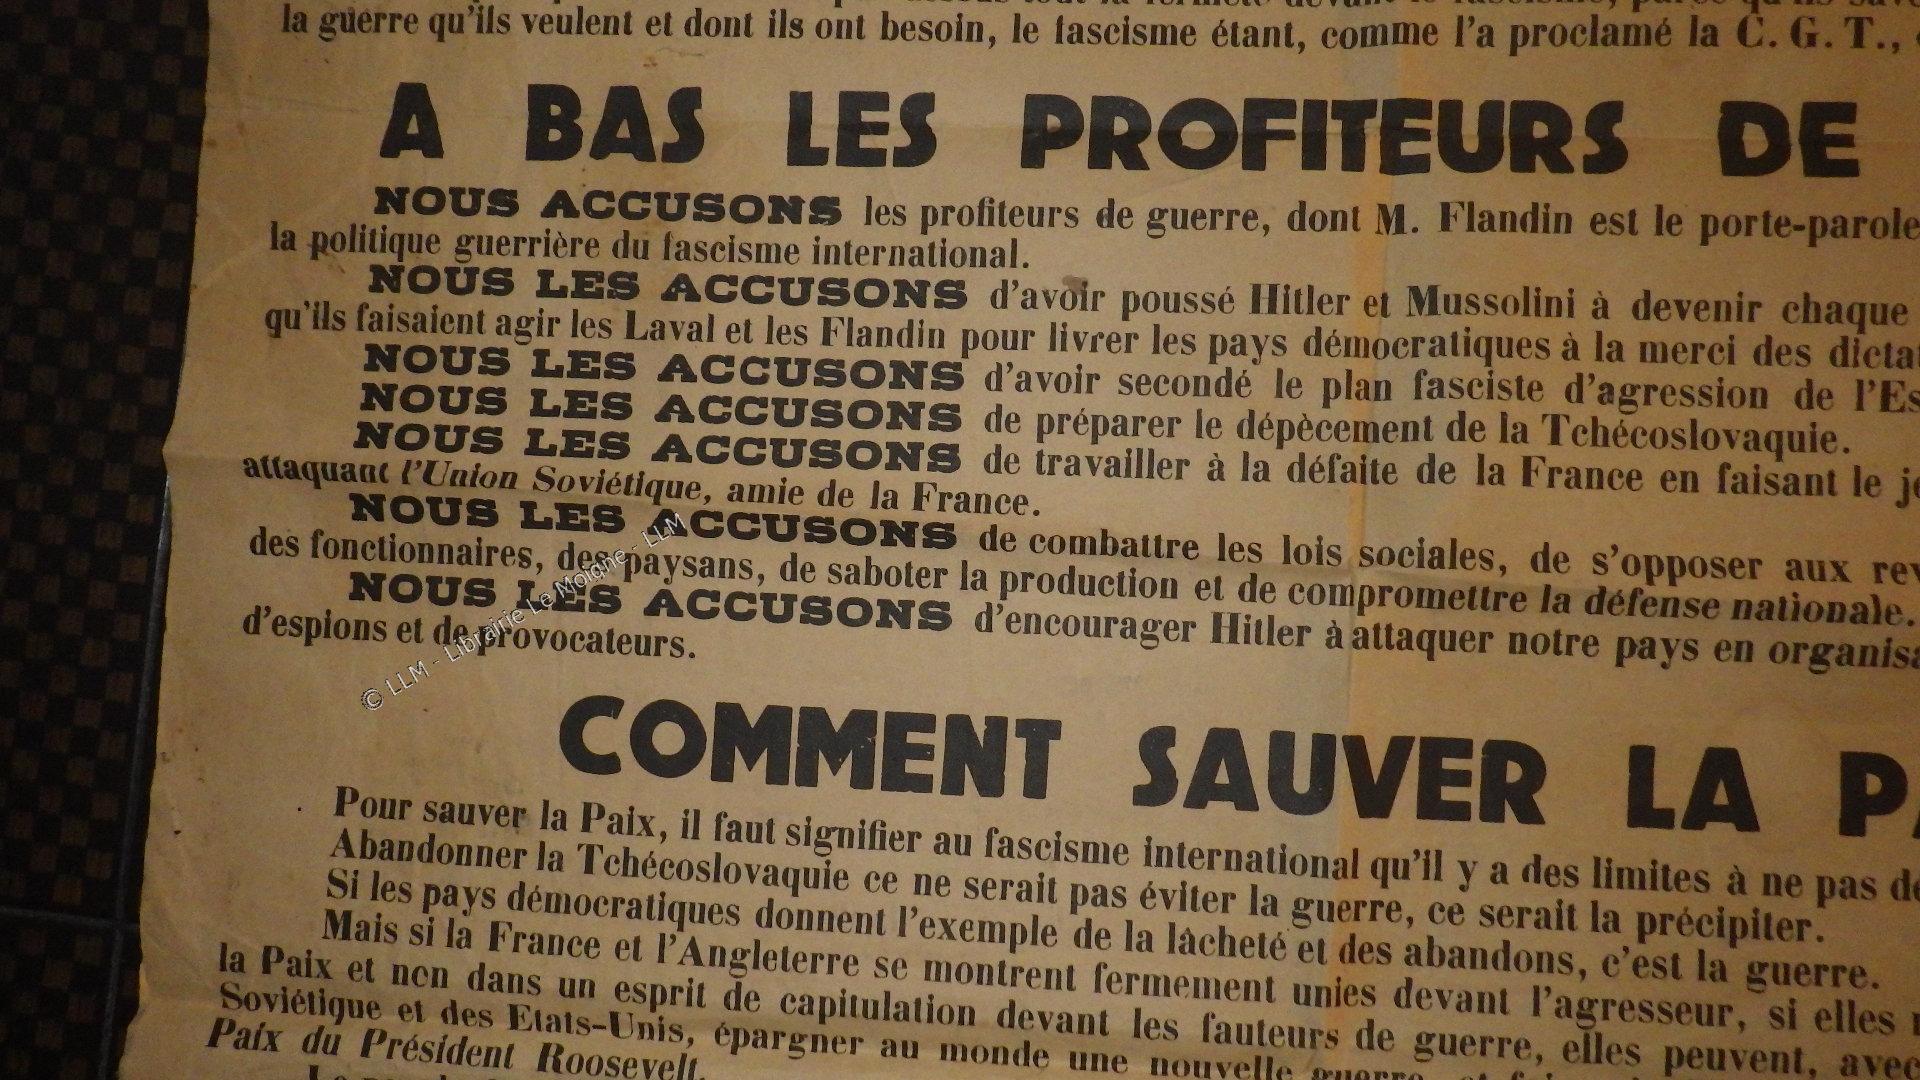 la guerre qu'ils veulent et dont ils ont besoin, le fascisme étant, comme l'a proclamé la C. G. T.,
A BAS LES PROFITEURS DE
NOUS ACCUSONS les profiteurs de guerre, dont M. Flandin est le porte-parole
la politique guerrière du fascisme international.
NOUS LES ACCUSONS d'avoir poussé Hitler et Mussolini à devenir chaque
qu'ils faisaient agir les Laval et les Flandin pour livrer les pays démocratiques à la merci des
NOUS LES ACCUSONS d'avoir secondé le plan fasciste d'agression de
NOUS LES ACCUSONS de préparer le dépècement de la Tchécoslovaquie.
NOUS LES ACCUSONS de travailler à la défaite de la France en faisant le
attaquant l'Union Soviétique, amie de la France.
NOUS LES ACCUSONS de combattre les lois sociales, de s'opposer aux
des fonctionnaires, des paysans, de saboter la production et de compromettre la défense nationale.
NOUS LES ACCUSONS d'encourager Hitler à attaquer notre pays en
d'espions et de provocateurs.
© LLM - Librairie Le Moigne - LLM
COMMENT SAUVER LA
Pour sauver la Paix, il faut signifier au fascisme international qu'il y a des limites à ne pas
Abandonner la Tchécoslovaquie ce ne serait pas éviter la guerre, ce serait la précipiter.
Si les pays démocratiques donnent l'exemple de la lâcheté et des abandons, c'est la guerre.
Mais si la France et l'Angleterre se montrent fermement unies devant l'agresseur, si elles
la Paix et non dans un esprit de capitulation devant les fauteurs de guerre, elles peuvent, avec
Soviétique et des Etats-Unis, épargner au monde une nouvelle guerre
Paix du Président Roosevelt.